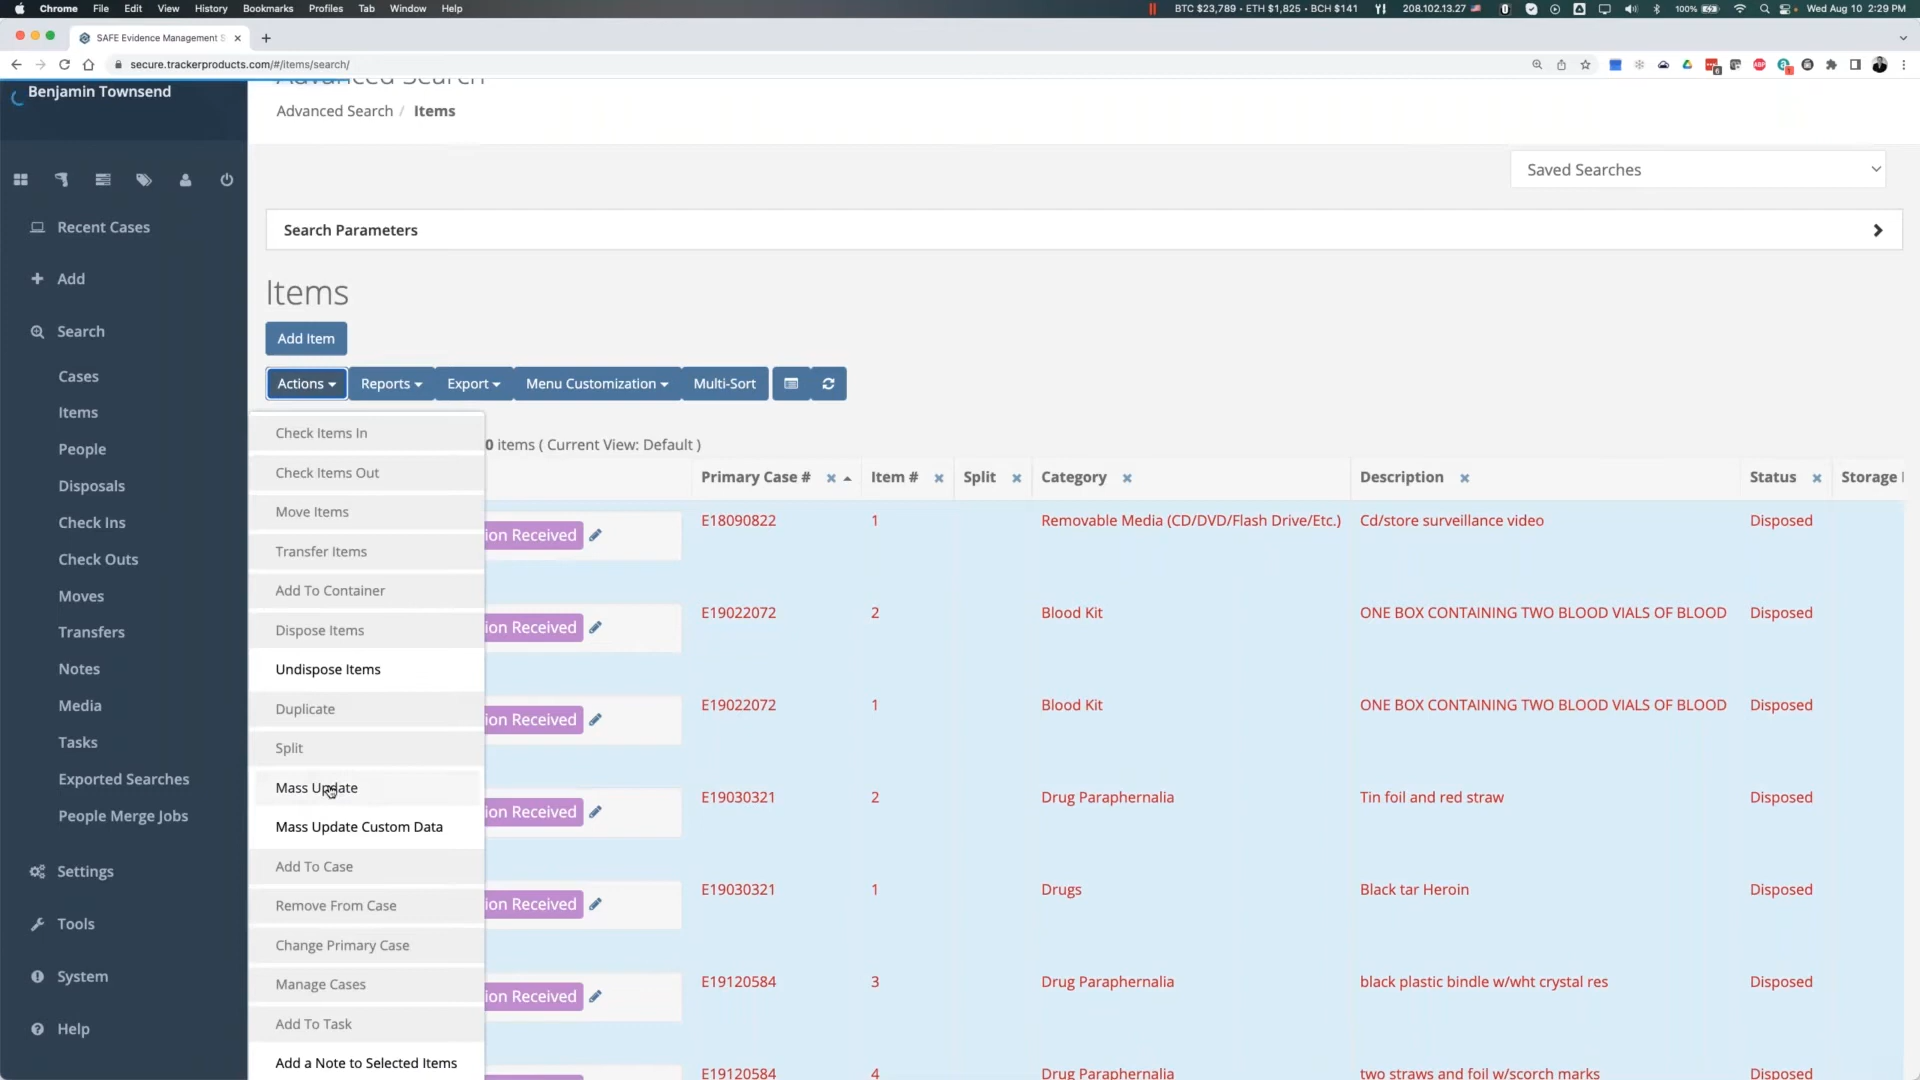 Chrome File Edit View History Bookmarks Profiles Tab Window Help
BTC $23,789 • ETH $1,825 • BCH $141 208.102.13.27 100% Wed Aug 10 2:29 PM
SAFE Evidence Management S
secure.trackerproducts.com/#/items/search/
Benjamin Townsend
Advanced Search
Advanced Search / Items
Saved Searches
Search Parameters
Recent Cases
Add
Search
Cases
Items
People
Disposals
Check Ins
Check Outs
Moves
Transfers
Notes
Media
Tasks
Exported Searches
People Merge Jobs
Settings
Tools
System
Help
Items
Add Item
Actions Reports Export Menu Customization Multi-Sort
Check Items In
Check Items Out
Move Items
Transfer Items
Add To Container
Dispose Items
Undispose Items
Duplicate
Split
Mass Update
Mass Update Custom Data
Add To Case
Remove From Case
Change Primary Case
Manage Cases
Add To Task
Add a Note to Selected Items
0 items ( Current View: Default )
Primary Case # Item # Split Category Description Status Storage
ion Received E18090822 1 Removable Media (CD/DVD/Flash Drive/Etc.) Cd/store surveillance video Disposed
ion Received E19022072 2 Blood Kit ONE BOX CONTAINING TWO BLOOD VIALS OF BLOOD Disposed
ion Received E19022072 1 Blood Kit ONE BOX CONTAINING TWO BLOOD VIALS OF BLOOD Disposed
ion Received E19030321 2 Drug Paraphernalia Tin foil and red straw Disposed
ion Received E19030321 1 Drugs Black tar Heroin Disposed
ion Received E19120584 3 Drug Paraphernalia black plastic bindle w/wht crystal res Disposed
E19120584 4 Drug Paraphernalia two straws and foil w/scorch marks Disposed